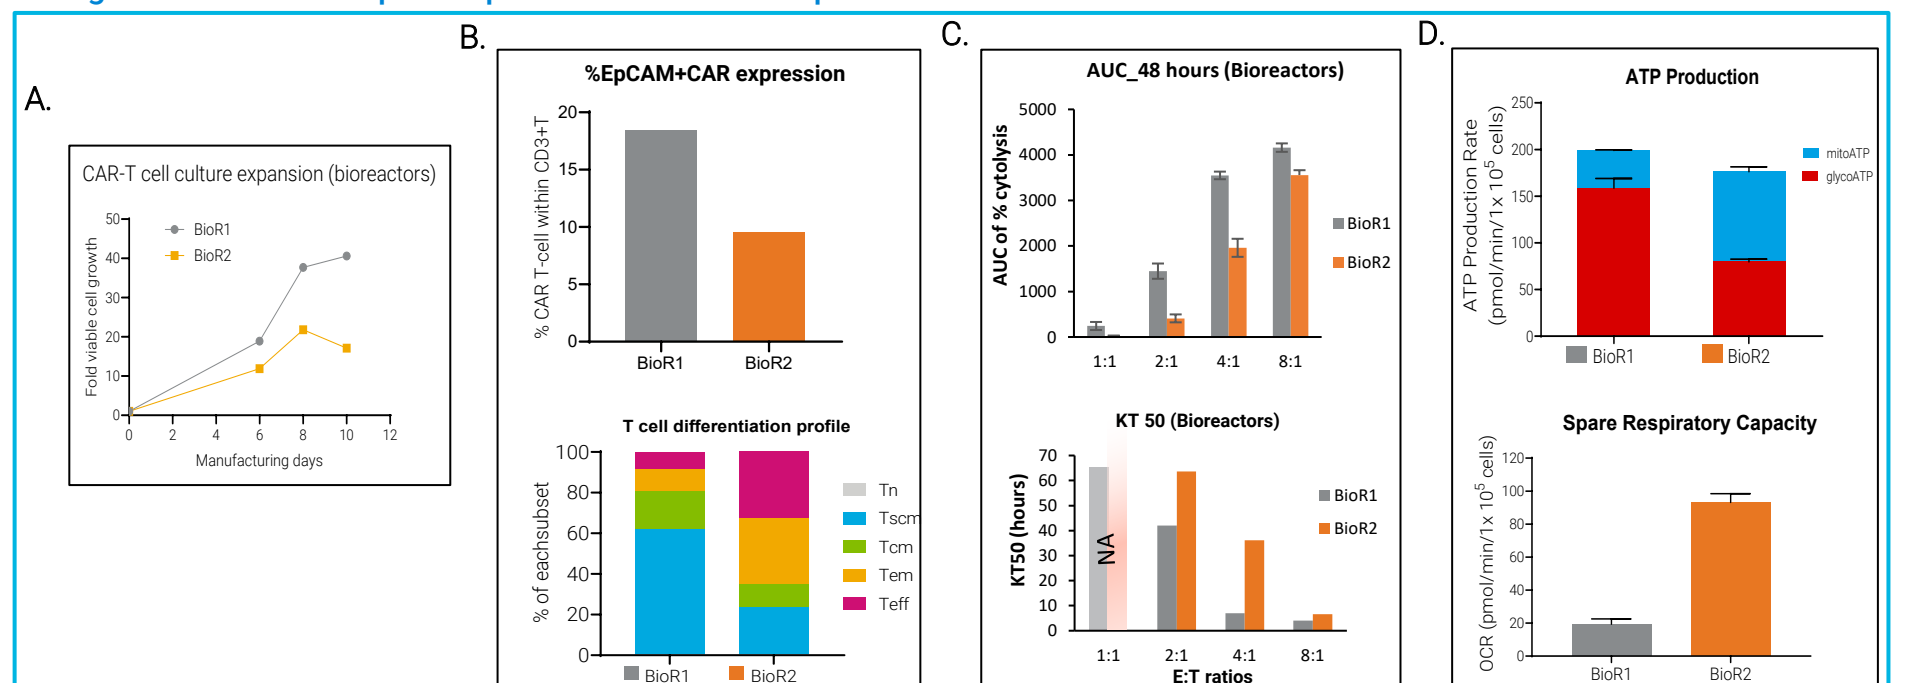 A.
CAR-T cell culture expansion (bioreactors)
Fold viable cell growth
50
40
30
20
10
0
BioR1
BioR2
0 2 4 6 8 10 12
Manufacturing days
B.
%EpCAM+CAR expression
% CAR T-cell within CD3+T
20
15
10
5
0
BioR1 BioR2
T cell differentiation profile
% of eachsubset
100
80
60
40
20
0
Tn
Tscm
Tcm
Tem
Teff
BioR1 BioR2
C.
AUC_48 hours (Bioreactors)
AUC of % cytolysis
5000
4000
3000
2000
1000
0
1:1 2:1 4:1 8:1
BioR1
BioR2
KT 50 (Bioreactors)
KT50 (hours)
70
60
50
40
30
20
10
0
NA
BioR1
BioR2
1:1 2:1 4:1 8:1
E:T ratios
D.
ATP Production
ATP Production Rate
(pmol/min/1x 10⁵ cells)
250
200
150
100
50
0
mitoATP
glycoATP
BioR1 BioR2
Spare Respiratory Capacity
OCR (pmol/min/1x 10⁵ cells)
120
100
80
60
40
20
0
BioR1 BioR2